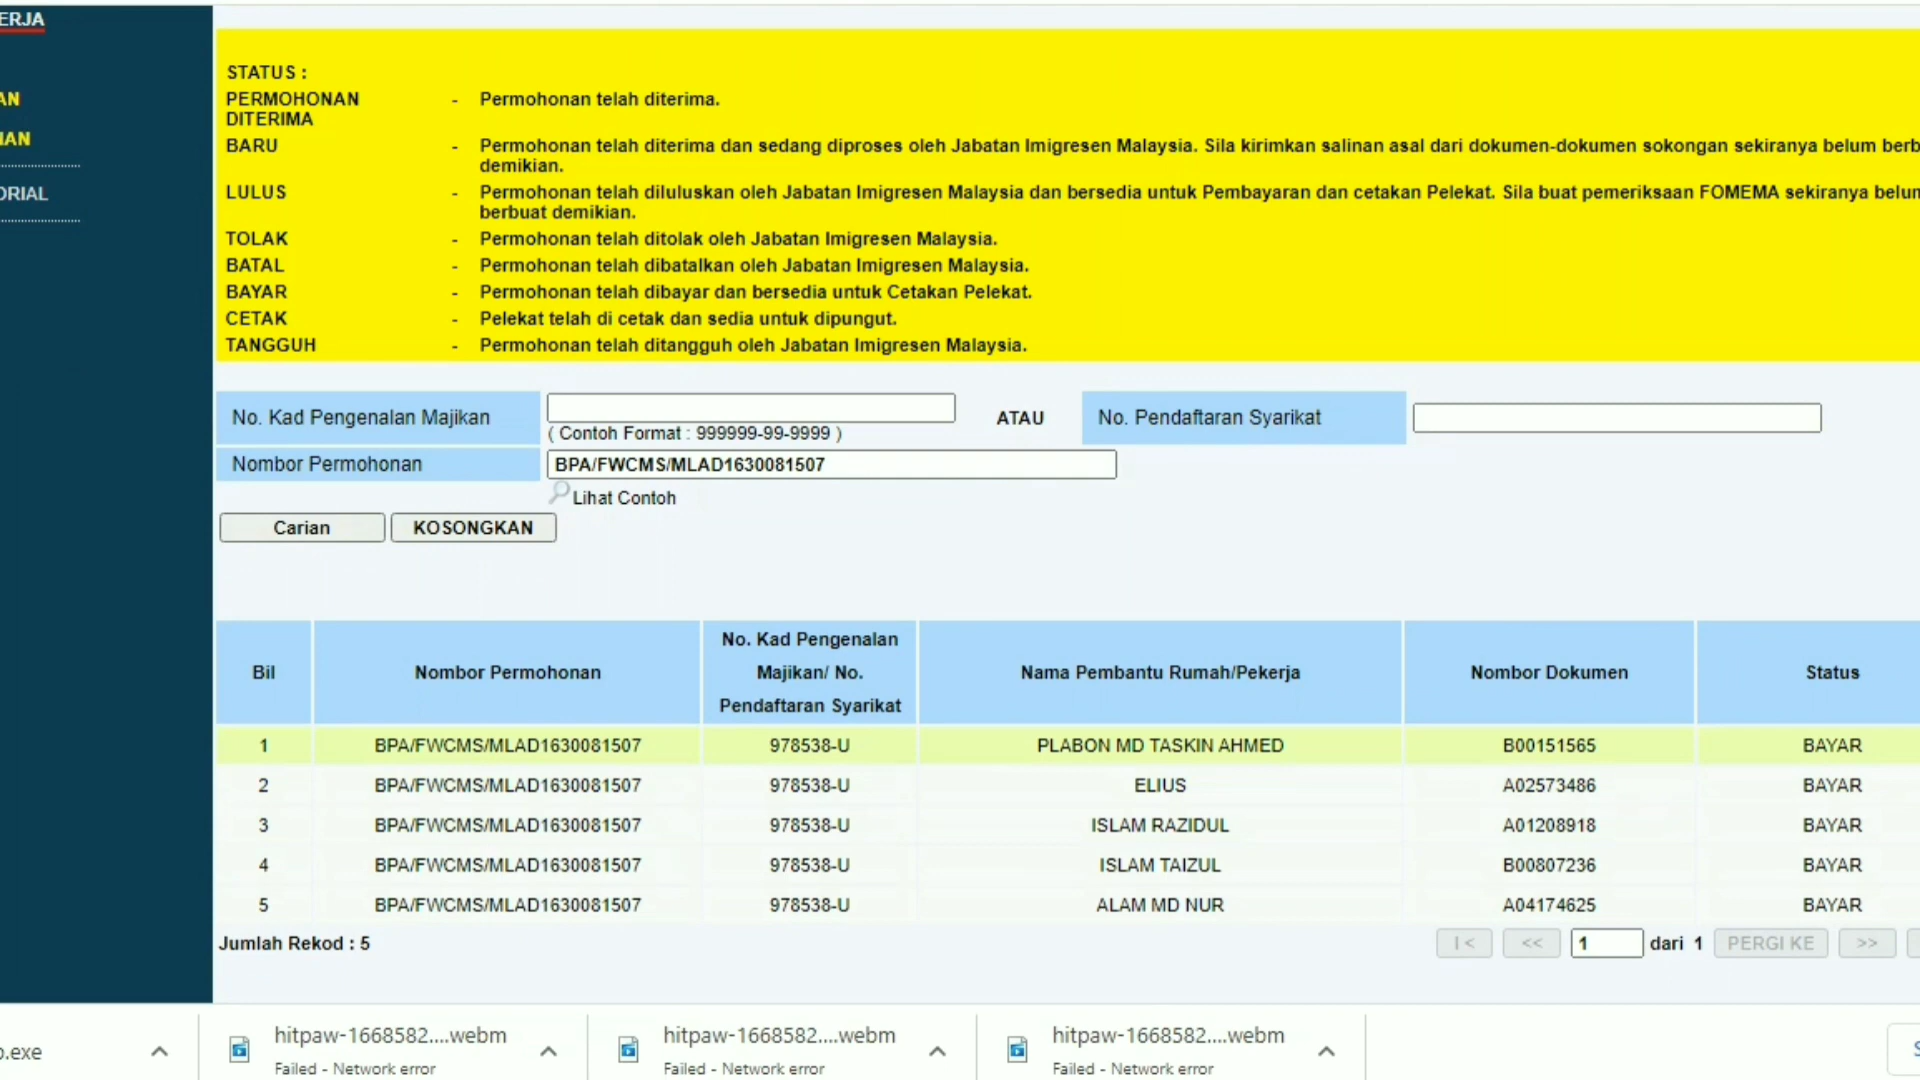 ERJA
AN
IAN
ORIAL
STATUS :
PERMOHONAN DITERIMA - Permohonan telah diterima.
BARU - Permohonan telah diterima dan sedang diproses oleh Jabatan Imigresen Malaysia. Sila kirimkan salinan asal dari dokumen-dokumen sokongan sekiranya belum berb
demikian.
LULUS - Permohonan telah diluluskan oleh Jabatan Imigresen Malaysia dan bersedia untuk Pembayaran dan cetakan Pelekat. Sila buat pemeriksaan FOMEMA sekiranya belum
berbuat demikian.
TOLAK - Permohonan telah ditolak oleh Jabatan Imigresen Malaysia.
BATAL - Permohonan telah dibatalkan oleh Jabatan Imigresen Malaysia.
BAYAR - Permohonan telah dibayar dan bersedia untuk Cetakan Pelekat.
CETAK - Pelekat telah di cetak dan sedia untuk dipungut.
TANGGUH - Permohonan telah ditangguh oleh Jabatan Imigresen Malaysia.
No. Kad Pengenalan Majikan ATAU No. Pendaftaran Syarikat
( Contoh Format : 999999-99-9999 )
Nombor Permohonan BPA/FWCMS/MLAD1630081507
Lihat Contoh
Carian KOSONGKAN
Bil Nombor Permohonan No. Kad Pengenalan Majikan/ No. Pendaftaran Syarikat Nama Pembantu Rumah/Pekerja Nombor Dokumen Status
1 BPA/FWCMS/MLAD1630081507 978538-U PLABON MD TASKIN AHMED B00151565 BAYAR
2 BPA/FWCMS/MLAD1630081507 978538-U ELIUS A02573486 BAYAR
3 BPA/FWCMS/MLAD1630081507 978538-U ISLAM RAZIDUL A01208918 BAYAR
4 BPA/FWCMS/MLAD1630081507 978538-U ISLAM TAIZUL B00807236 BAYAR
5 BPA/FWCMS/MLAD1630081507 978538-U ALAM MD NUR A04174625 BAYAR
Jumlah Rekod : 5 |< << 1 dari 1 PERGI KE >>
o.exe hitpaw-1668582....webm hitpaw-1668582....webm hitpaw-1668582....webm S
Failed - Network error Failed - Network error Failed - Network error